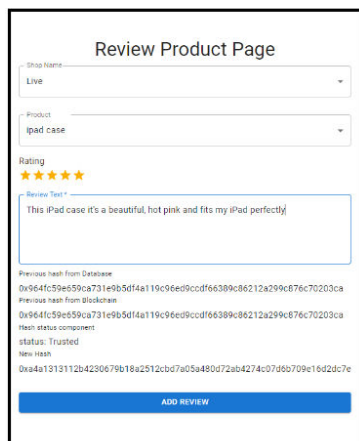 Review Product Page
Shop Name
Live
Product
ipad case
Rating
Review Text *
This iPad case it's a beautiful, hot pink and fits my iPad perfectly
Previous hash from Database
0x964fc59e659ca731e9b5df4a119c96ed9ccdf66389c86212a299c876c70203ca
Previous hash from Blockchain
0x964fc59e659ca731e9b5df4a119c96ed9ccdf66389c86212a299c876c70203ca
Hash status component
status: Trusted
New Hash
0xa4a1313112b4230679b18a2512cbd7a05a480d72ab4274c07d6b709e16d2dc7e
ADD REVIEW